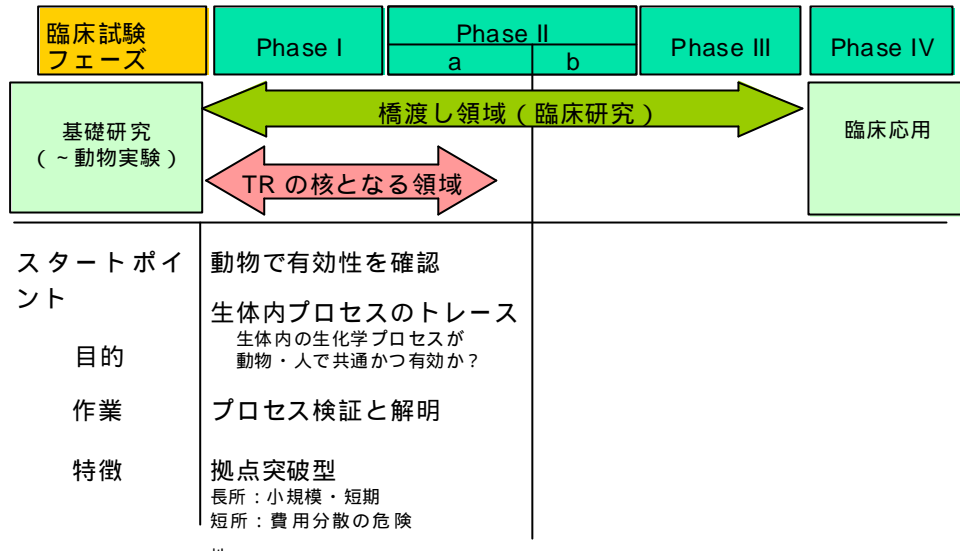 臨床試験
フェーズ
Phase I
Phase II
a
b
Phase III
Phase IV
基礎研究
(~動物実験)
橋渡し領域(臨床研究)
臨床応用
TRの核となる領域
スタートポイ
ント
動物で有効性を確認
目的
生体内プロセスのトレース
生体内の生化学プロセスが
動物・人で共通かつ有効か?
作業
プロセス検証と解明
特徴
拠点突破型
長所:小規模・短期
短所:費用分散の危険